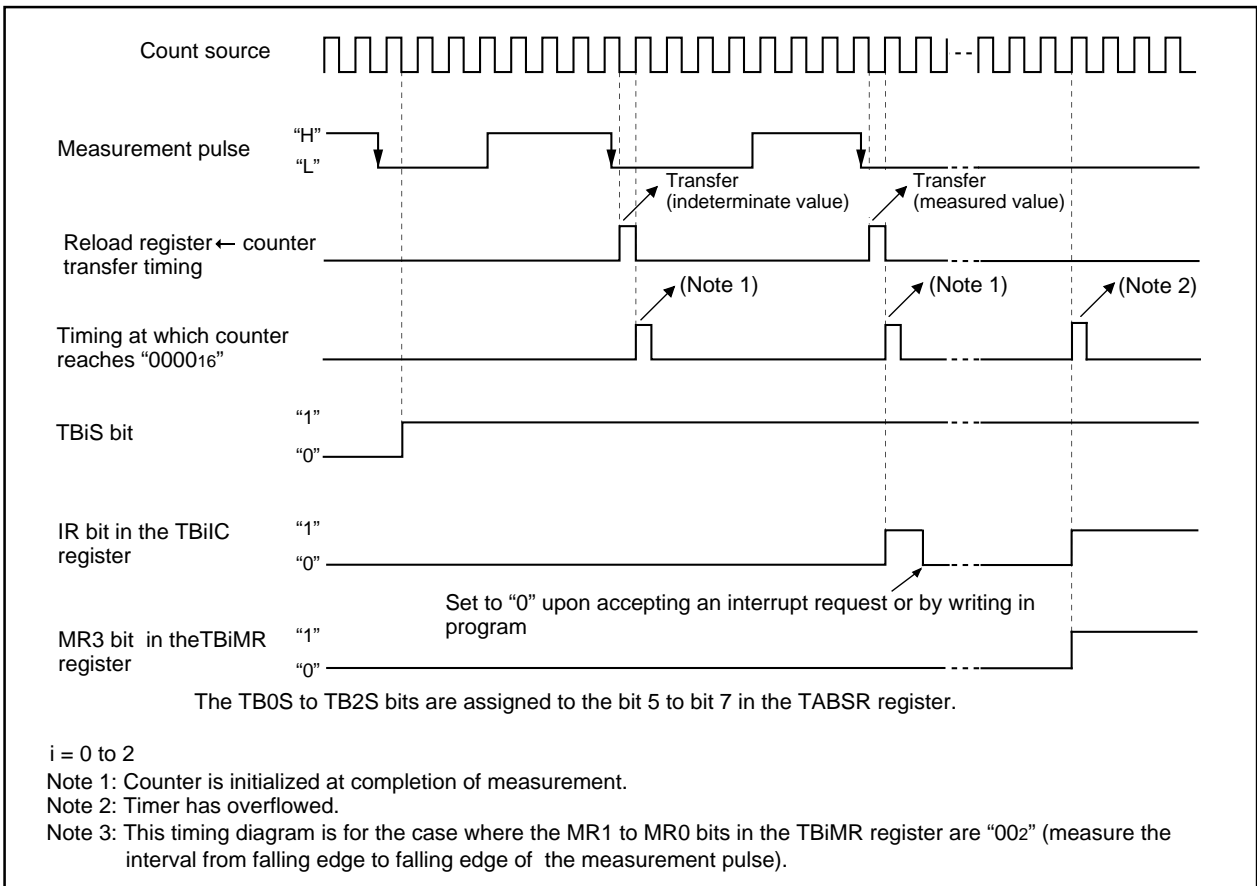 Count source
Measurement pulse
“H”
“L”
Transfer
(indeterminate value)
Transfer
(measured value)
Reload register ← counter
transfer timing
(Note 1)
(Note 1)
(Note 2)
Timing at which counter
reaches “000016”
TBiS bit
“1”
“0”
IR bit in the TBiIC
register
“1”
“0”
Set to “0” upon accepting an interrupt request or by writing in
program
MR3 bit in theTBiMR
register
“1”
“0”
The TB0S to TB2S bits are assigned to the bit 5 to bit 7 in the TABSR register.
i = 0 to 2
Note 1: Counter is initialized at completion of measurement.
Note 2: Timer has overflowed.
Note 3: This timing diagram is for the case where the MR1 to MR0 bits in the TBiMR register are “002” (measure the
interval from falling edge to falling edge of the measurement pulse).